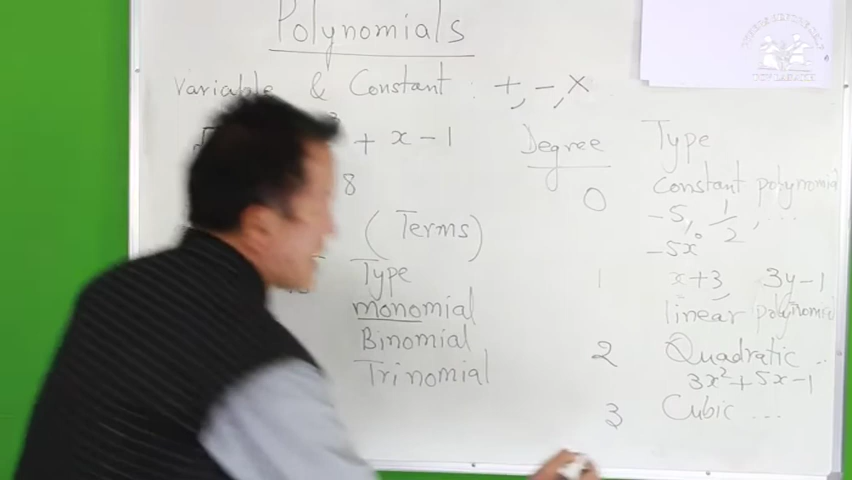 Polynomials
Variable & Constant : +, -, ×
+ x - 1
8
(Terms)
Type
monomial
Binomial
Trinomial
Degree Type
0 Constant polynomial
-5, 1/2, ...
-5x°
1 x+3, 3y-1
linear polynomial
2 Quadratic ..
3x²+5x-1
3 Cubic ...